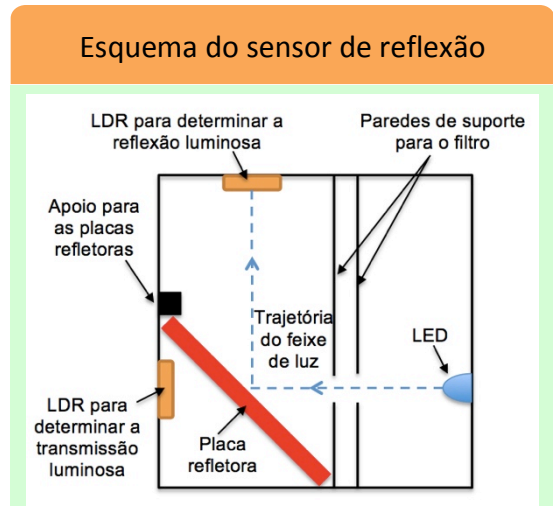 Esquema do sensor de reflexão
LDR para determinar a
reflexão luminosa
Paredes de suporte
para o filtro
Apoio para
as placas
refletoras
Trajetória
do feixe
de luz
LED
LDR para
determinar a
transmissão
luminosa
Placa
refletora